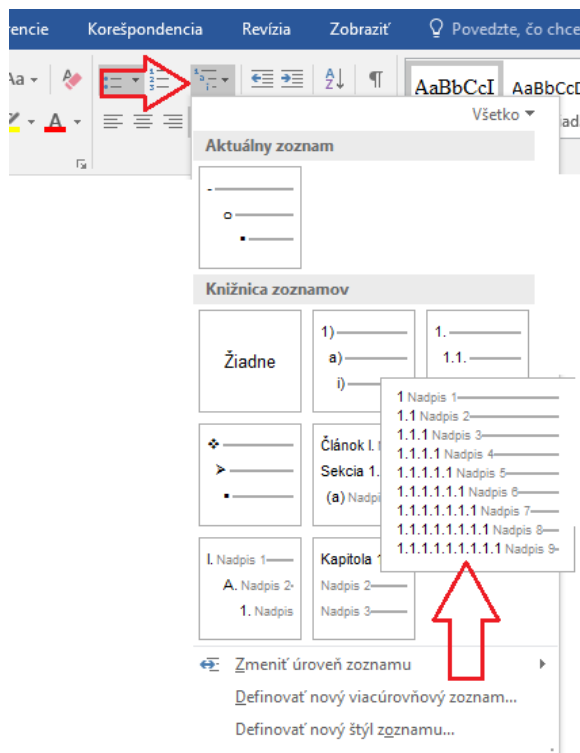 rencie Korešpondencia Revízia Zobraziť Povedzte, čo chce
Aa AaBbCcI AaBbCcD
A
Všetko
ad
Aktuálny zoznam
Knižnica zoznamov
Žiadne
1)
a)
i)
1.
1.1.
1 Nadpis 1
1.1 Nadpis 2
1.1.1 Nadpis 3
1.1.1.1 Nadpis 4
1.1.1.1.1 Nadpis 5
1.1.1.1.1.1 Nadpis 6
1.1.1.1.1.1.1 Nadpis 7
1.1.1.1.1.1.1.1 Nadpis 8
1.1.1.1.1.1.1.1.1 Nadpis 9
Článok I.
Sekcia 1.
(a) Nadpi
I. Nadpis 1
A. Nadpis 2
1. Nadpis
Kapitola 1
Nadpis 2
Nadpis 3
Zmeniť úroveň zoznamu
Definovať nový viacúrovňový zoznam...
Definovať nový štýl zoznamu...